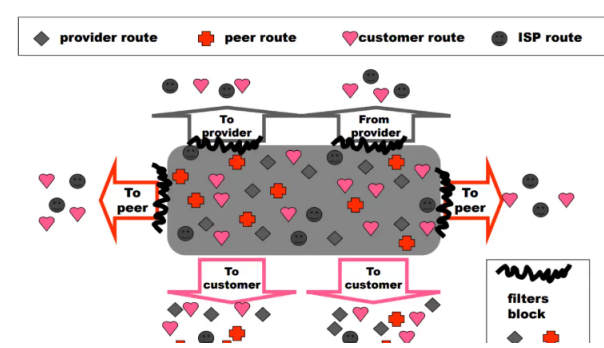 provider route peer route customer route ISP route
To provider
From provider
To peer
To peer
To customer
To customer
filters block